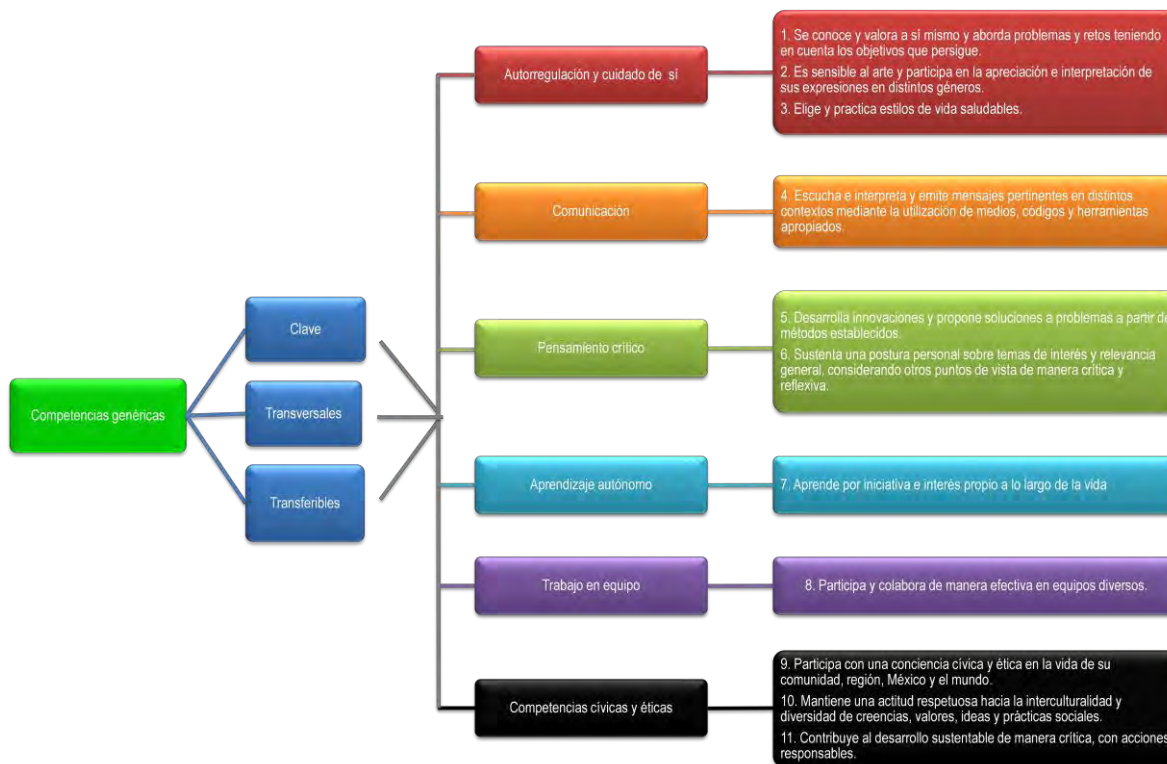 Competencias genéricas
Clave
Transversales
Transferibles
Autorregulación y cuidado de sí
1. Se conoce y valora a sí mismo y aborda problemas y retos teniendo
en cuenta los objetivos que persigue.
2. Es sensible al arte y participa en la apreciación e interpretación de
sus expresiones en distintos géneros.
3. Elige y practica estilos de vida saludables.
Comunicación
4. Escucha e interpreta y emite mensajes pertinentes en distintos
contextos mediante la utilización de medios, códigos y herramientas
apropiados.
Pensamiento crítico
5. Desarrolla innovaciones y propone soluciones a problemas a partir de
métodos establecidos.
6. Sustenta una postura personal sobre temas de interés y relevancia
general, considerando otros puntos de vista de manera crítica y
reflexiva.
Aprendizaje autónomo
7. Aprende por iniciativa e interés propio a lo largo de la vida
Trabajo en equipo
8. Participa y colabora de manera efectiva en equipos diversos.
Competencias cívicas y éticas
9. Participa con una conciencia cívica y ética en la vida de su
comunidad, región, México y el mundo.
10. Mantiene una actitud respetuosa hacia la interculturalidad y
diversidad de creencias, valores, ideas y prácticas sociales.
11. Contribuye al desarrollo sustentable de manera crítica, con acciones
responsables.